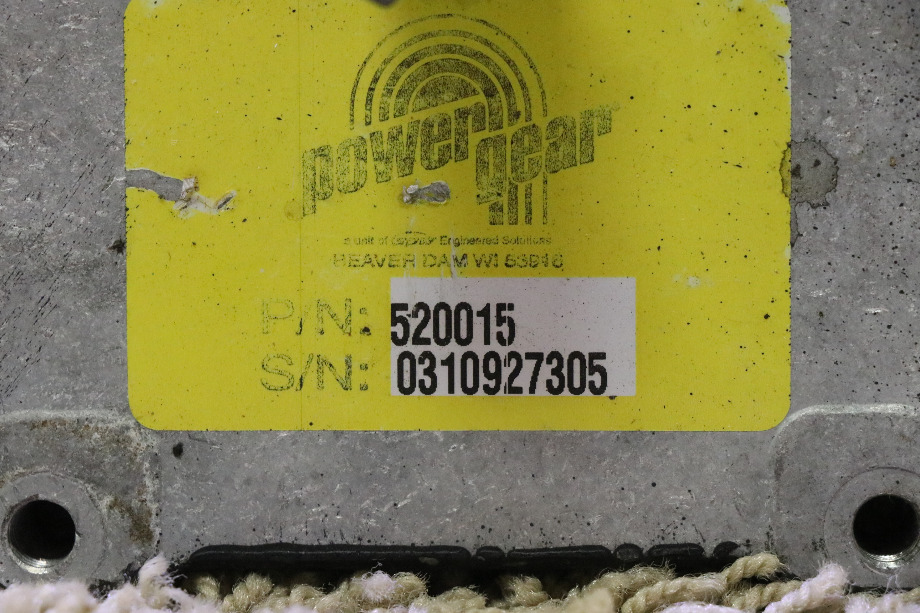 power
gear
a unit of Engineered Solutions
BEAVER DAM WI 53916
P/N: 520015
S/N: 0310927305